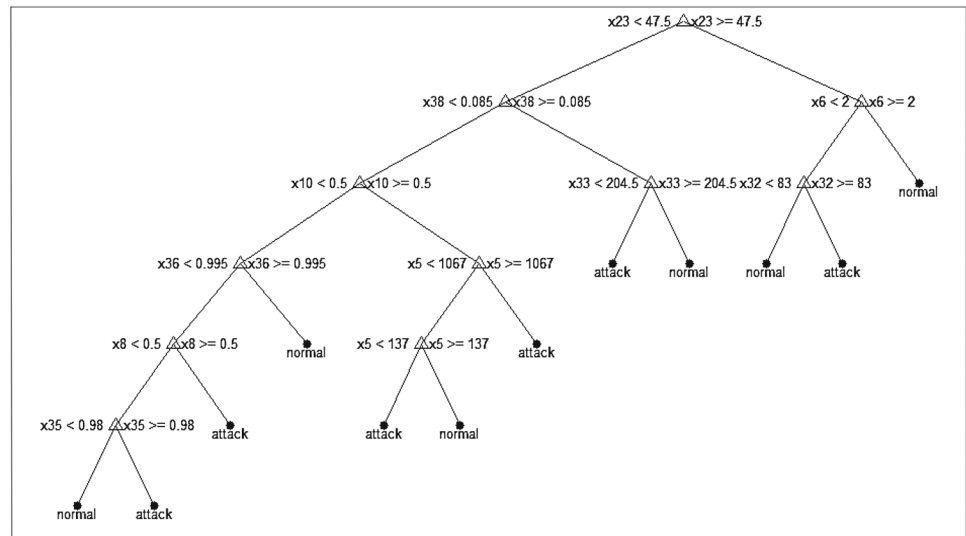 x23 < 47.5 x23 >= 47.5
x38 < 0.085 x38 >= 0.085
x6 < 2 x6 >= 2
x10 < 0.5 x10 >= 0.5
x33 < 204.5 x33 >= 204.5 x32 < 83 x32 >= 83
normal
x36 < 0.995 x36 >= 0.995
x5 < 1067 x5 >= 1067
attack normal normal attack
x8 < 0.5 x8 >= 0.5
normal
x5 < 137 x5 >= 137
attack
x35 < 0.98 x35 >= 0.98
attack
attack normal
normal attack